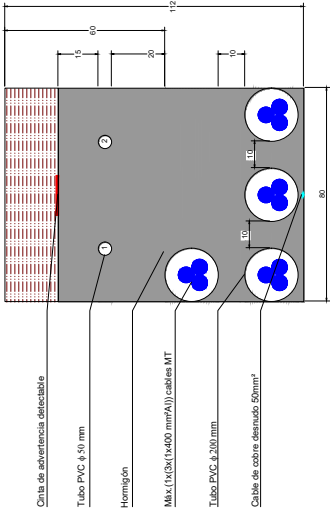 112
60
15
20
10
2
1
10
10
80
Cinta de advertencia detectable
Tubo PVC ϕ 50 mm
Hormigón
Máx. (1x(3x(1x400 mm²Al)) cables MT
Tubo PVC ϕ 200 mm
Cable de cobre desnudo 50mm²